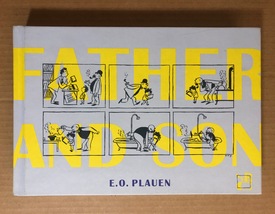 FATHER
AND SON
E.O. PLAUEN